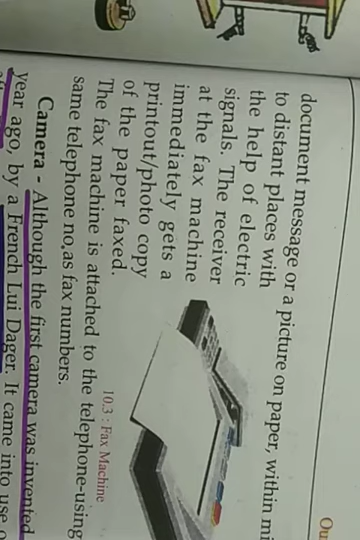 Ou
document message or a picture on paper, within mi
to distant places with
the help of electric
signals. The receiver
at the fax machine
immediately gets a
printout/photo copy
of the paper faxed.
10.3 : Fax Machine
The fax machine is attached to the telephone-using
same telephone no,as fax numbers.
Camera - Although the first camera was invented
year ago, by a French Lui Dager. It came into use o